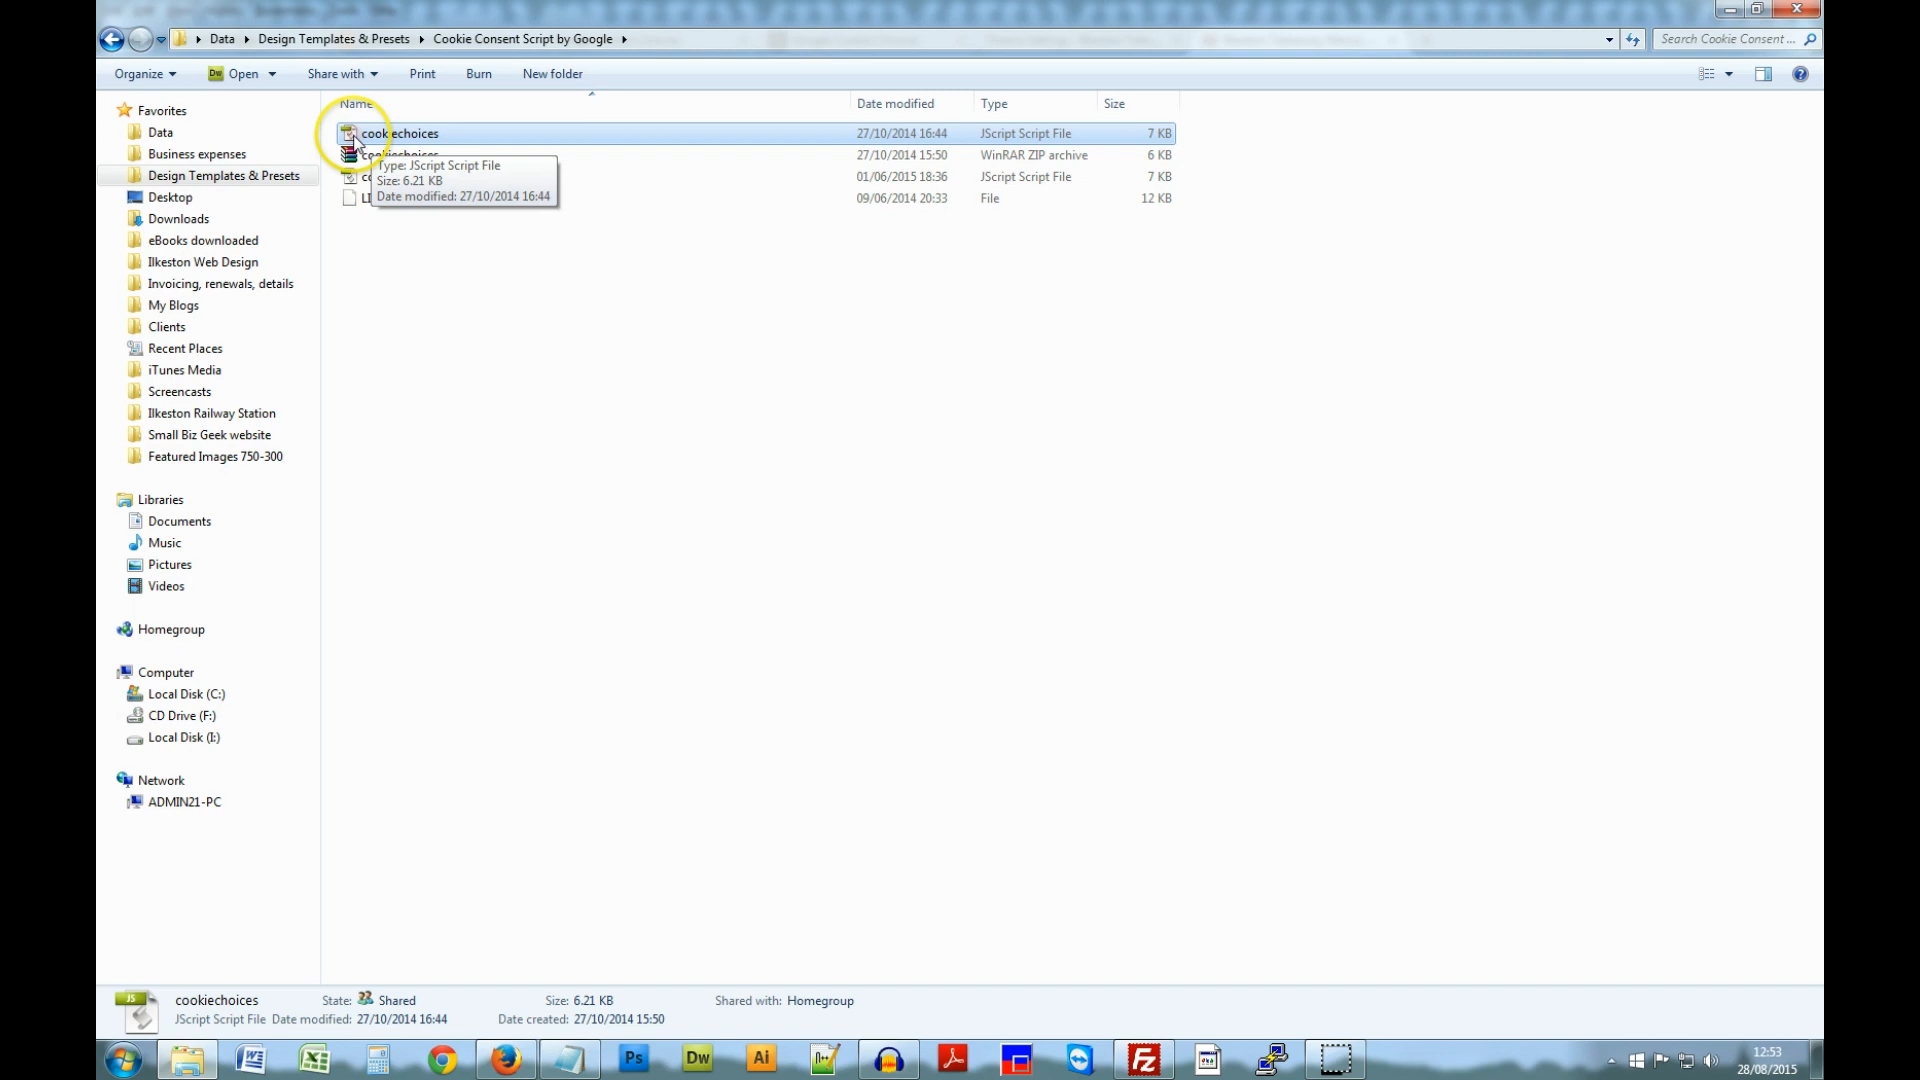 Data ▸ Design Templates & Presets ▸ Cookie Consent Script by Google ▸
Search Cookie Consent ...
Organize
Dw Open
Share with
Print
Burn
New folder
Name
Date modified
Type
Size
cookiechoices 27/10/2014 16:44 JScript Script File 7 KB
cookiechoices 27/10/2014 15:50 WinRAR ZIP archive 6 KB
01/06/2015 18:36 JScript Script File 7 KB
09/06/2014 20:33 File 12 KB
Type: JScript Script File
Size: 6.21 KB
Date modified: 27/10/2014 16:44
Favorites
Data
Business expenses
Design Templates & Presets
Desktop
Downloads
eBooks downloaded
Ilkeston Web Design
Invoicing, renewals, details
My Blogs
Clients
Recent Places
iTunes Media
Screencasts
Ilkeston Railway Station
Small Biz Geek website
Featured Images 750-300
Libraries
Documents
Music
Pictures
Videos
Homegroup
Computer
Local Disk (C:)
CD Drive (F:)
Local Disk (I:)
Network
ADMIN21-PC
JS
cookiechoices State: Shared Size: 6.21 KB Shared with: Homegroup
JScript Script File Date modified: 27/10/2014 16:44 Date created: 27/10/2014 15:50
Ps
Dw
Ai
Fz
12:53
28/08/2015